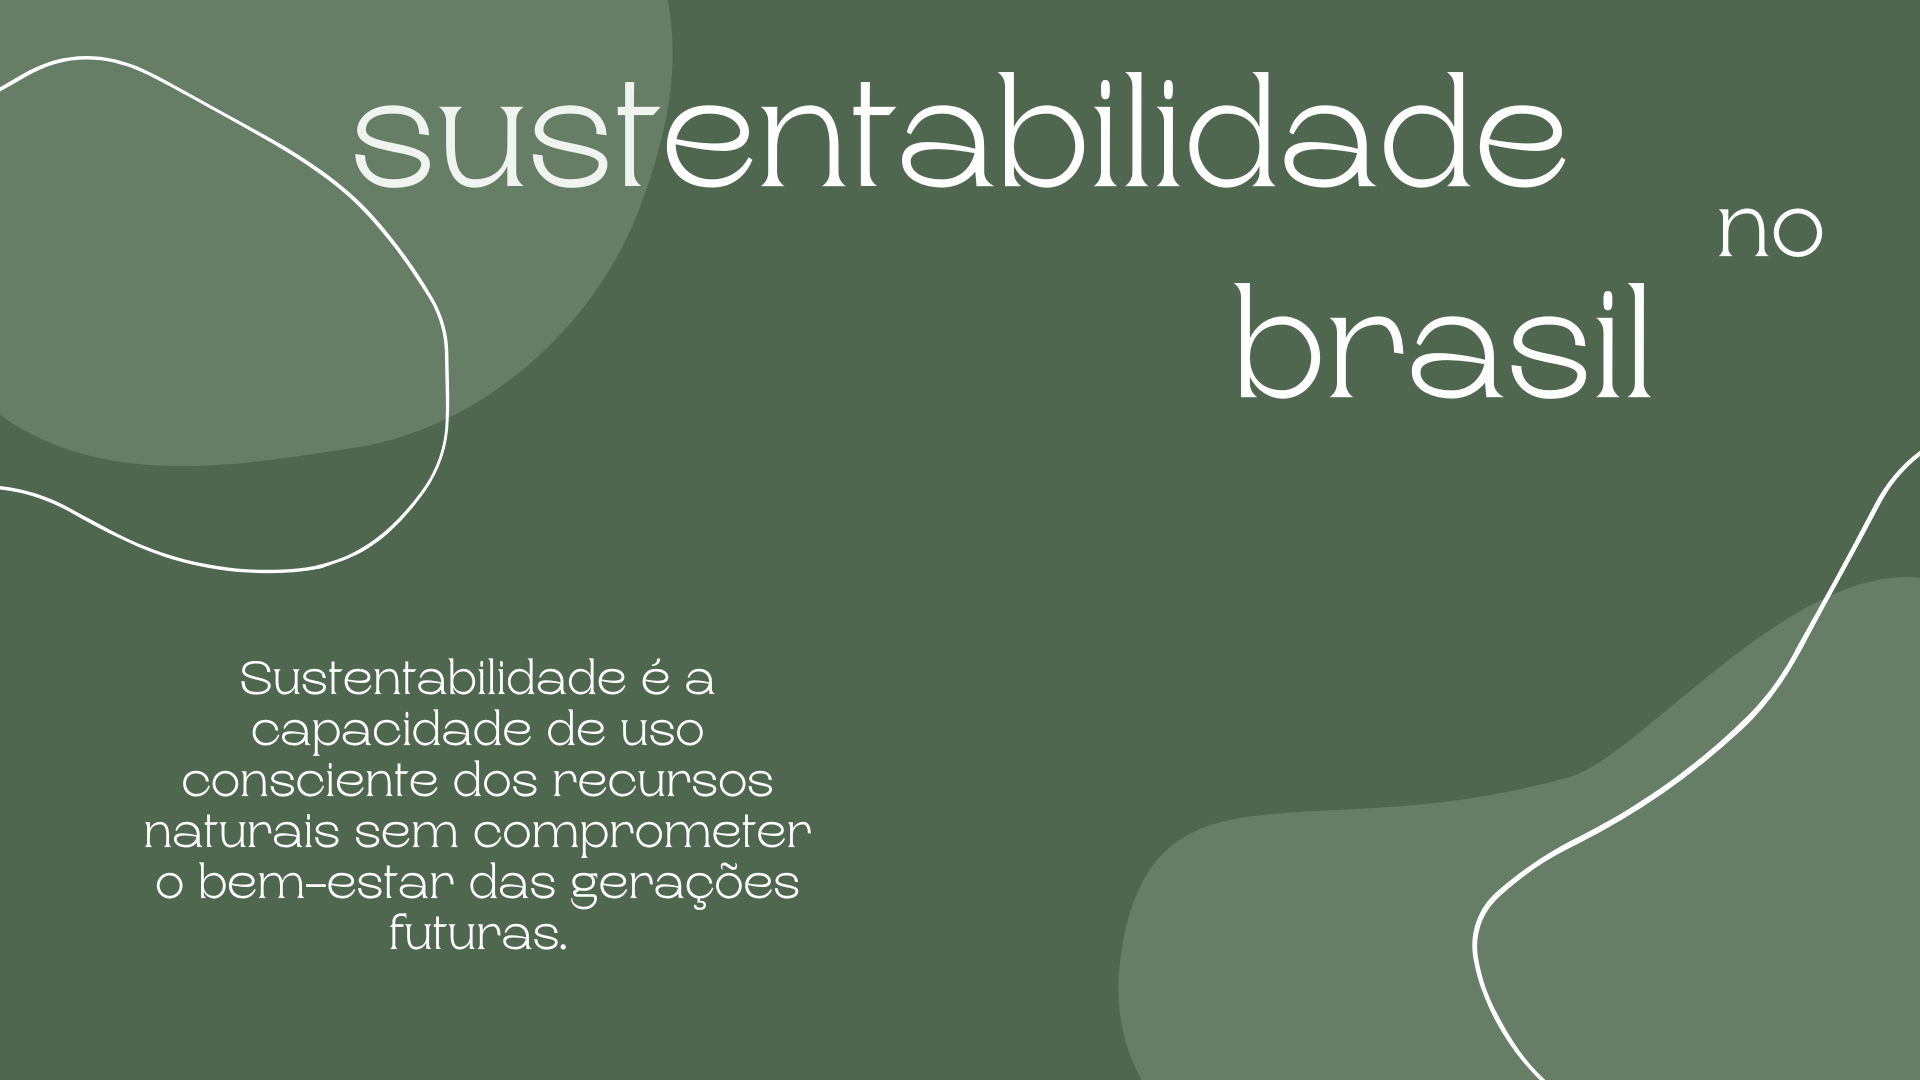 sustentabilidade
no
brasil
Sustentabilidade é a
capacidade de uso
consciente dos recursos
naturais sem comprometer
o bem-estar das gerações
futuras.